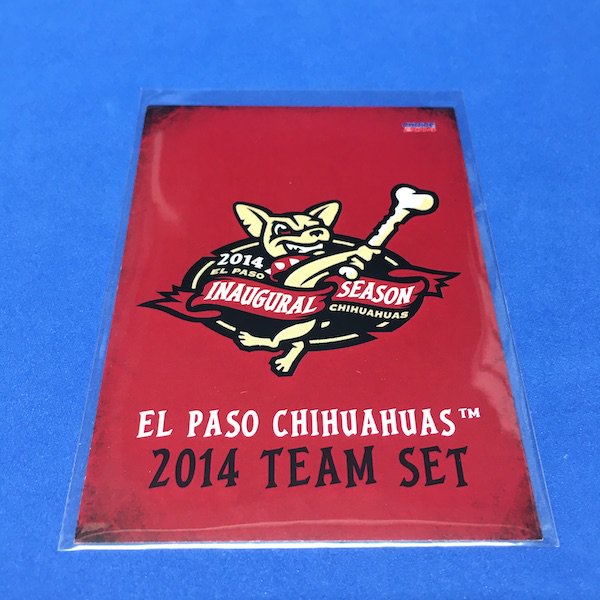 2014
EL PASO
INAUGURAL SEASON
CHIHUAHUAS
EL PASO CHIHUAHUAS™
2014 TEAM SET